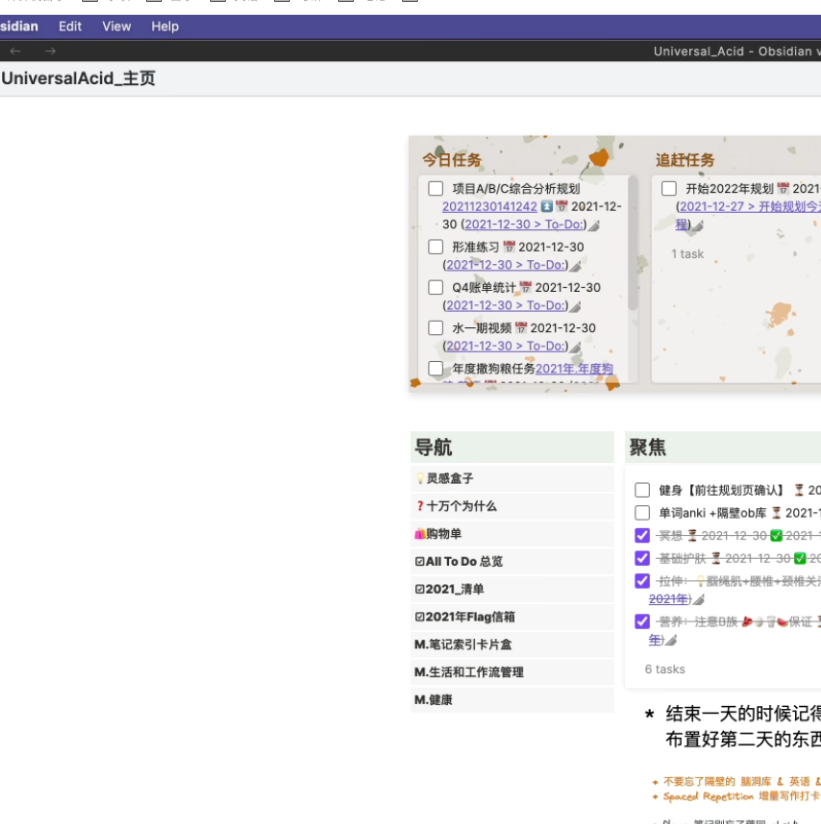 sidian Edit View Help
Universal_Acid - Obsidian v
UniversalAcid_主页
今日任务
项目A/B/C综合分析规划
20211230141242 ⏫📅 2021-12-
30 (2021-12-30 > To-Do:)
形准练习 📅 2021-12-30
(2021-12-30 > To-Do:)
Q4账单统计 📅 2021-12-30
(2021-12-30 > To-Do:)
水一期视频 📅 2021-12-30
(2021-12-30 > To-Do:)
年度撒狗粮任务2021年.年度狗
追赶任务
开始2022年规划 📅 2021-
(2021-12-27 > 开始规划今
程)
1 task
导航
💡灵感盒子
❓十万个为什么
🛍购物单
☑All To Do 总览
☑2021_清单
☑2021年Flag信箱
M.笔记索引卡片盒
M.生活和工作流管理
M.健康
聚焦
健身【前往规划页确认】 ⏳ 20
单词anki +隔壁ob库 ⏳ 2021-1
冥想 ⏳ 2021-12-30 ✅ 2021-1
基础护肤 ⏳ 2021-12-30 ✅ 20
拉伸：💡腘绳肌+腰椎+颈椎关
2021年)
营养：注意B族 保证
年)
6 tasks
* 结束一天的时候记得
布置好第二天的东西
+ 不要忘了隔壁的 脑洞库 & 英语 &
+ Spaced Repetition 增量写作打卡